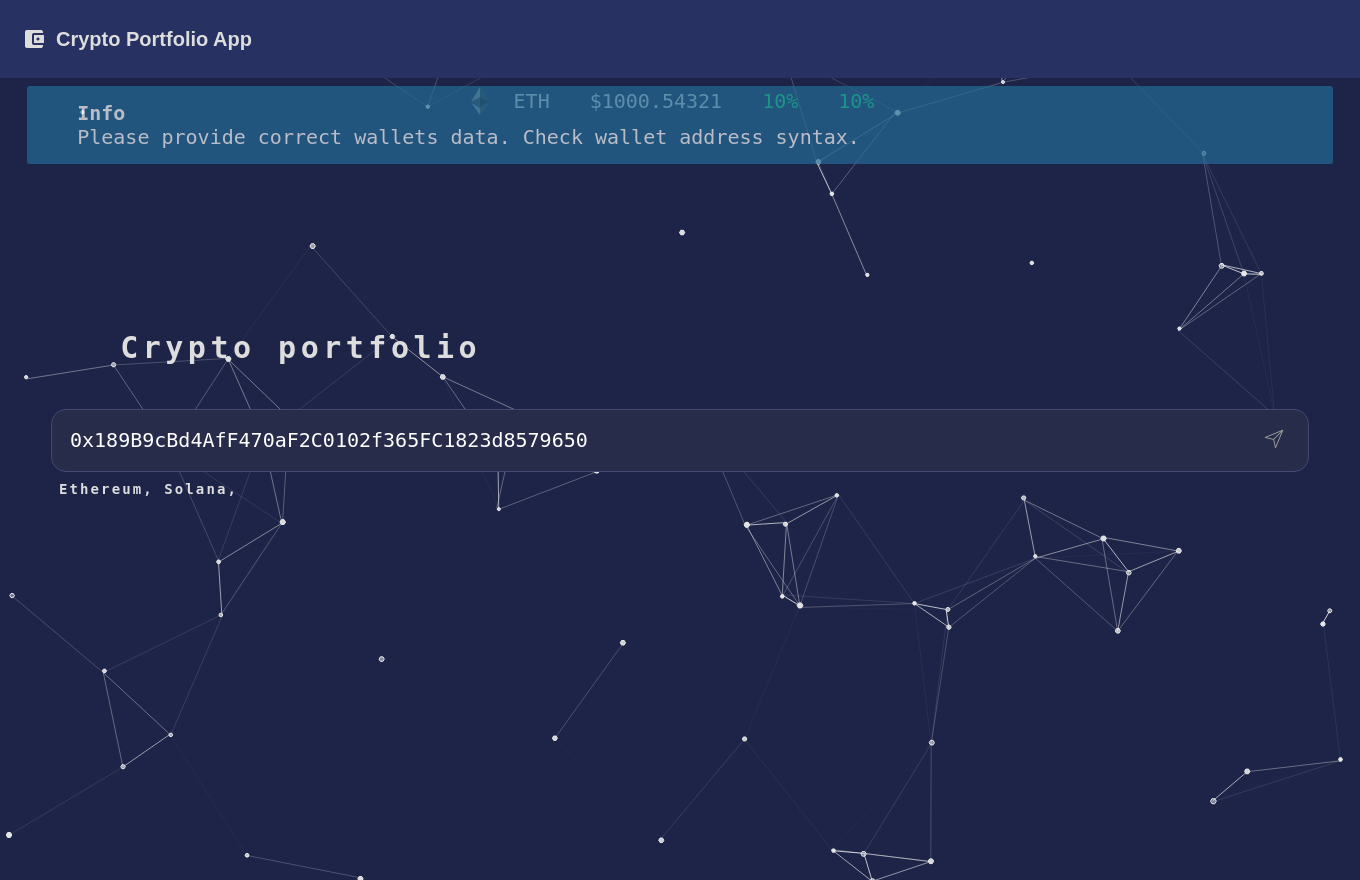 Crypto Portfolio App
ETH $1000.54321 10% 10%
Info
Please provide correct wallets data. Check wallet address syntax.
Crypto portfolio
0x189B9cBd4AfF470aF2C0102f365FC1823d8579650
Ethereum, Solana,